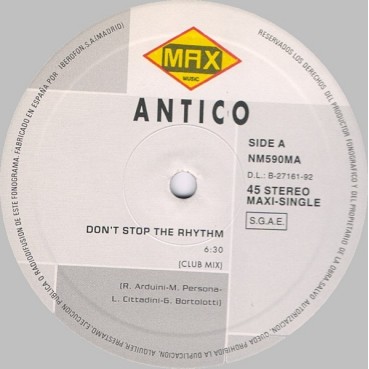 MAX
MUSIC
ANTICO
SIDE A
NM590MA
D.L.: B-27161-92
45 STEREO
MAXI-SINGLE
S.G.A.E.
DON'T STOP THE RHYTHM
6:30
(CLUB MIX)
(R. Arduini-M. Persona-
L. Cittadini-G. Bortolotti)
RESERVADOS LOS DERECHOS DEL PRODUCTOR FONOGRAFICO Y DEL PROPIETARIO DE LA OBRA. SALVO AUTORIZACION, QUEDA PROHIBIDA LA DUPLICACION, ALQUILER, PRESTAMO, EJECUCION PUBLICA O RADIODIFUSION DE ESTE FONOGRAMA. FABRICADO EN ESPAÑA POR IBEROFON, S.A. (MADRID)